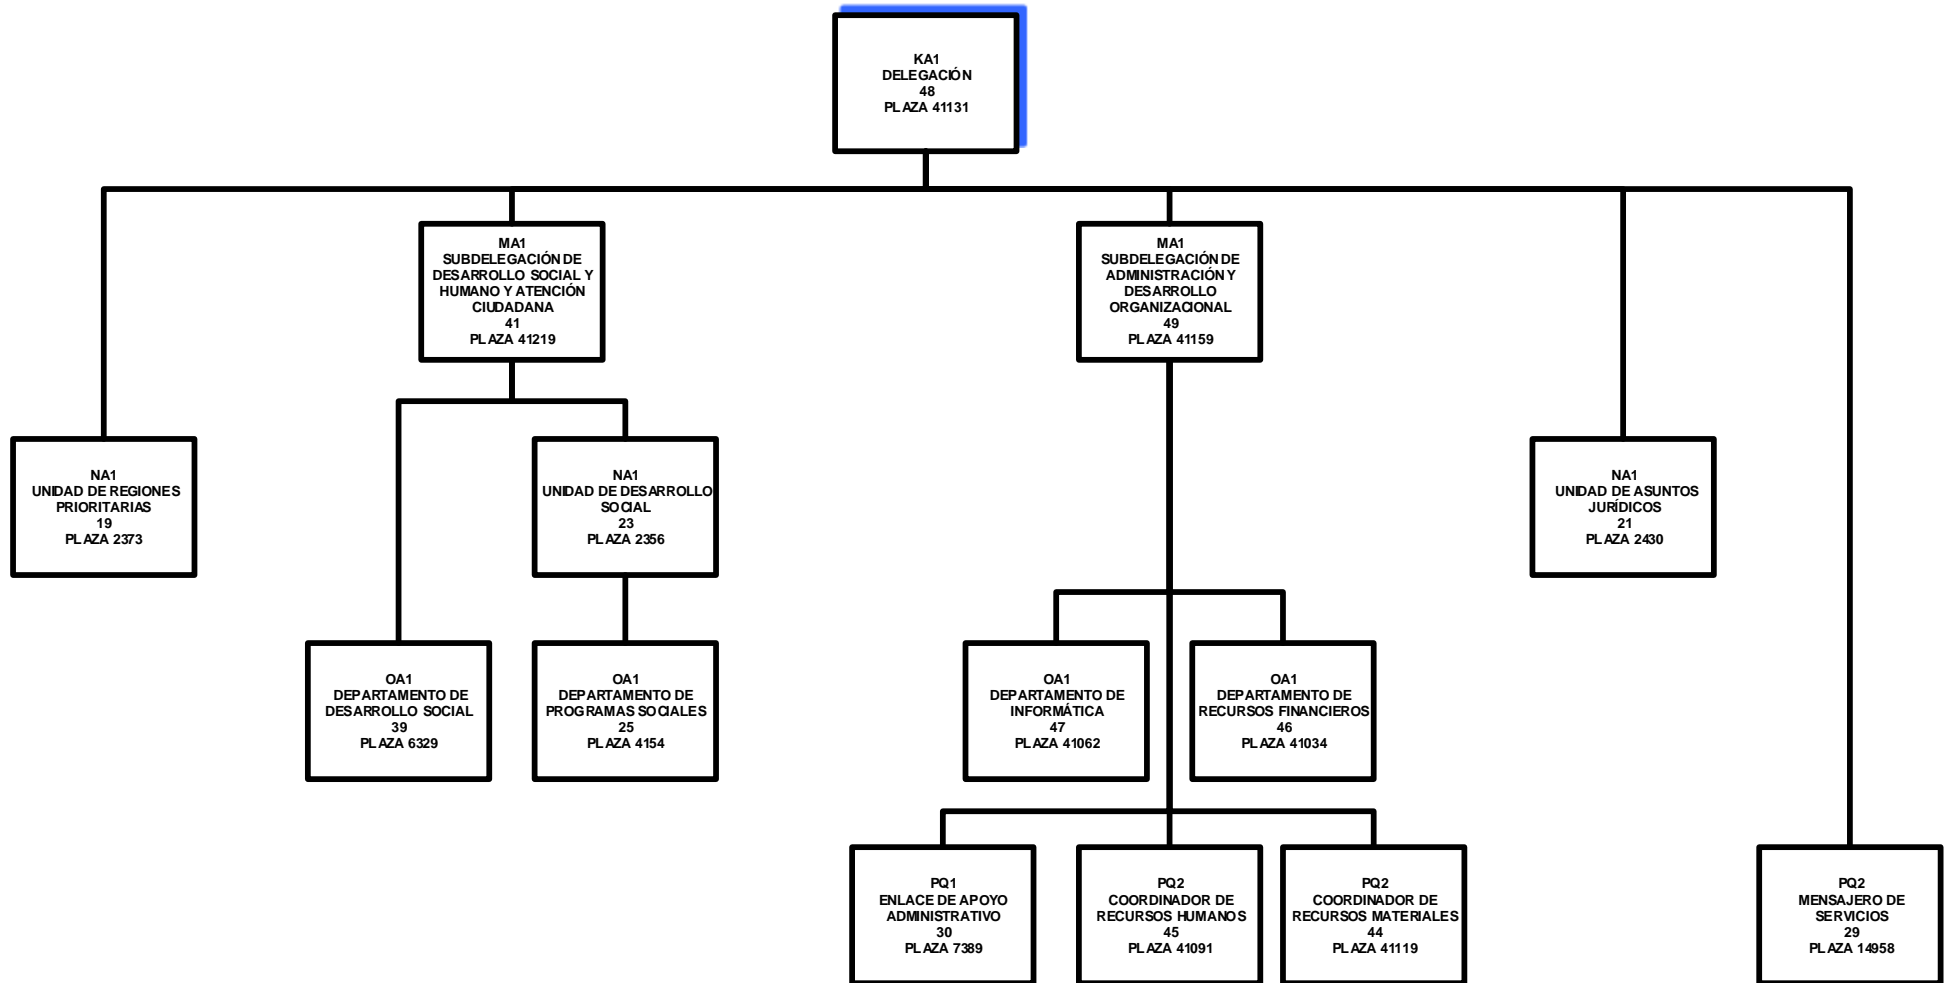 KA1
DELEGACIÓN
48
PLAZA 41131
MA1
SUBDELEGACIÓN DE
DESARROLLO SOCIAL Y
HUMANO Y ATENCIÓN
CIUDADANA
41
PLAZA 41219
MA1
SUBDELEGACIÓN DE
ADMINISTRACIÓN Y
DESARROLLO
ORGANIZACIONAL
49
PLAZA 41159
NA1
UNIDAD DE REGIONES
PRIORITARIAS
19
PLAZA 2373
NA1
UNIDAD DE DESARROLLO
SOCIAL
23
PLAZA 2356
NA1
UNIDAD DE ASUNTOS
JURÍDICOS
21
PLAZA 2430
OA1
DEPARTAMENTO DE
DESARROLLO SOCIAL
39
PLAZA 6329
OA1
DEPARTAMENTO DE
PROGRAMAS SOCIALES
25
PLAZA 4154
OA1
DEPARTAMENTO DE
INFORMÁTICA
47
PLAZA 41062
OA1
DEPARTAMENTO DE
RECURSOS FINANCIEROS
46
PLAZA 41034
PQ1
ENLACE DE APOYO
ADMINISTRATIVO
30
PLAZA 7389
PQ2
COORDINADOR DE
RECURSOS HUMANOS
45
PLAZA 41091
PQ2
COORDINADOR DE
RECURSOS MATERIALES
44
PLAZA 41119
PQ2
MENSAJERO DE
SERVICIOS
29
PLAZA 14958